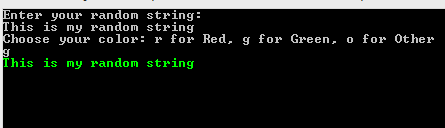 Enter your random string:
This is my random string
Choose your color: r for Red, g for Green, o for Other
g
This is my random string